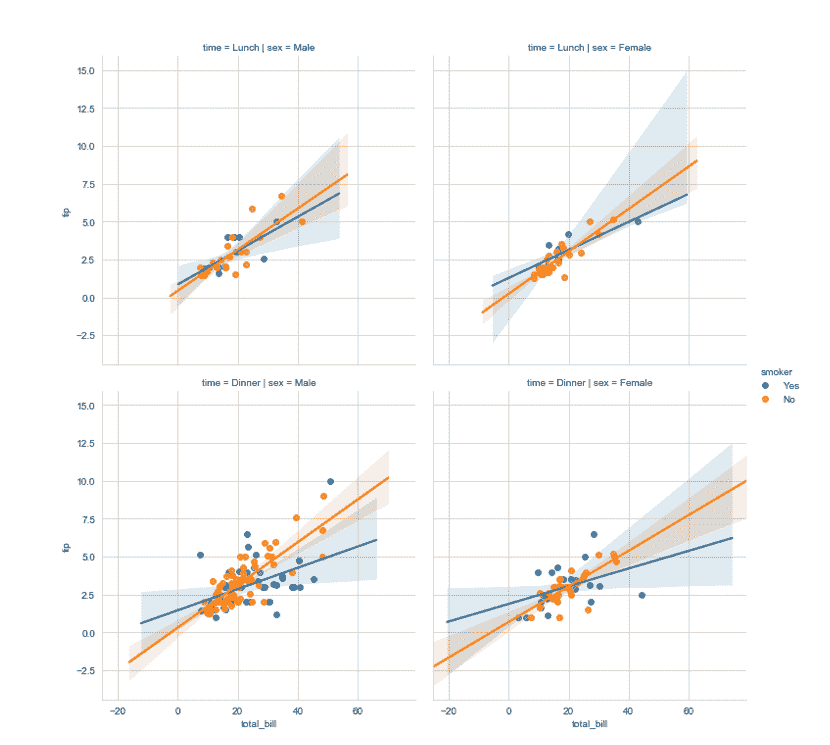 time = Lunch | sex = Male
time = Lunch | sex = Female
15.0
12.5
10.0
7.5
5.0
2.5
0.0
−2.5
tip
time = Dinner | sex = Male
time = Dinner | sex = Female
smoker
Yes
No
15.0
12.5
10.0
7.5
5.0
2.5
0.0
−2.5
tip
−20 0 20 40 60
−20 0 20 40 60
total_bill
total_bill